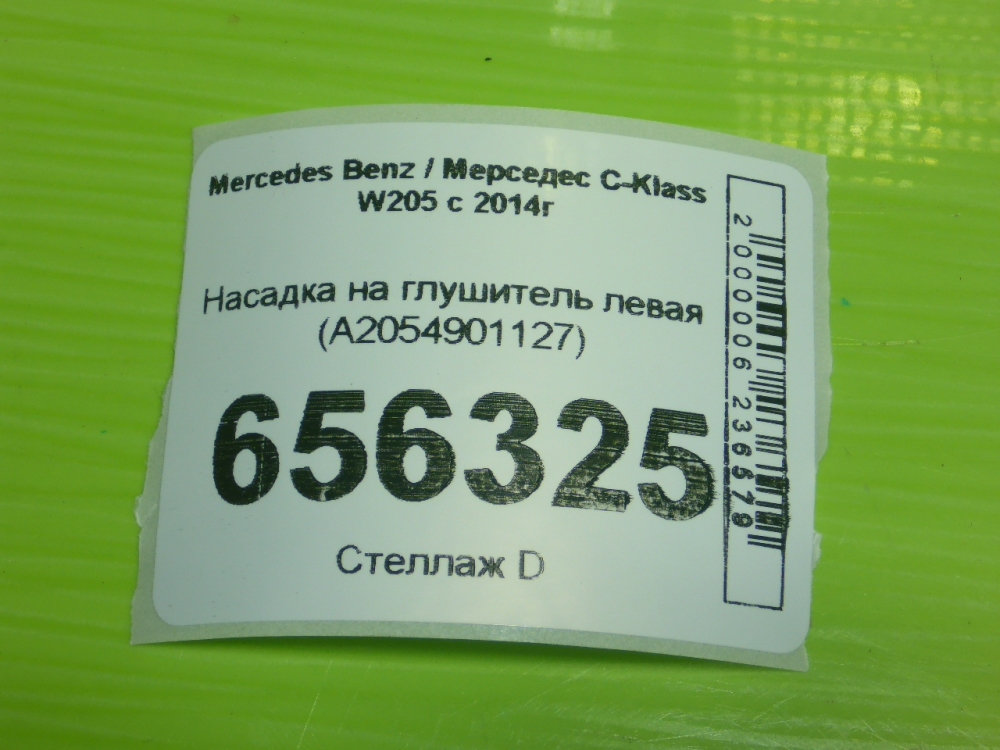 Mercedes Benz / Мерседес C-Klass
W205 с 2014г
Насадка на глушитель левая
(A2054901127)
656325
Стеллаж D
2 000006 236579